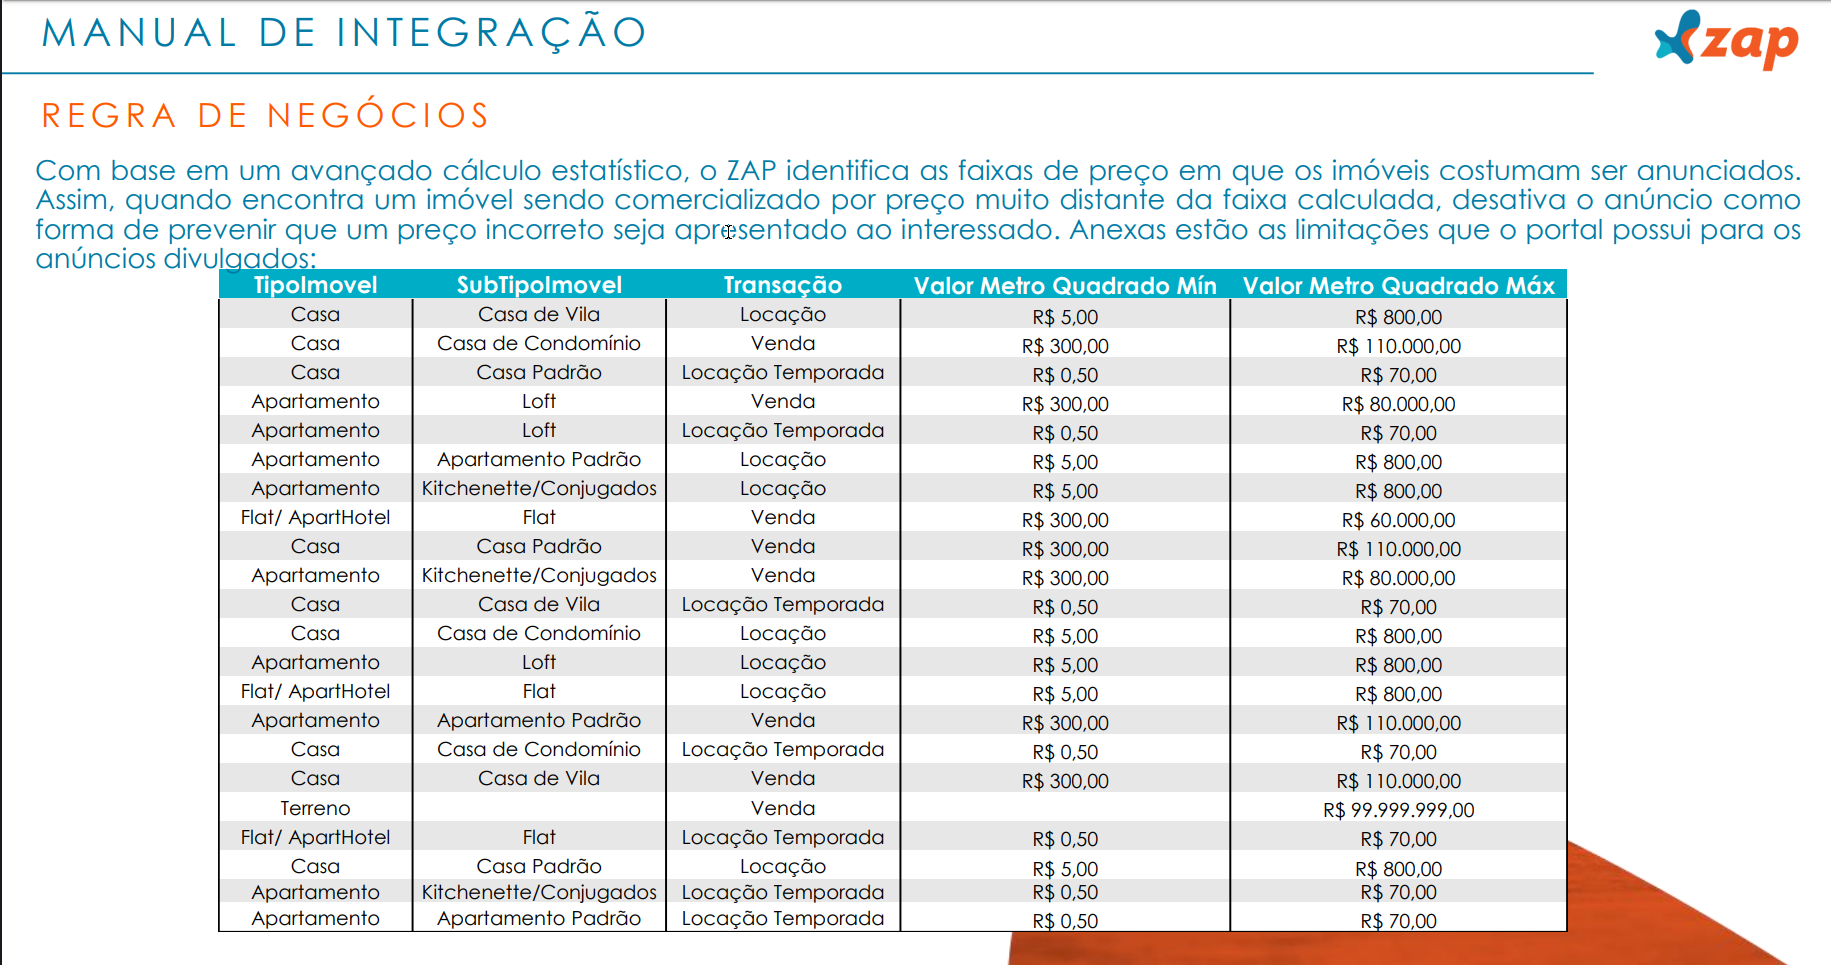 MANUAL DE INTEGRAÇÃO
zap
REGRA DE NEGÓCIOS
Com base em um avançado cálculo estatístico, o ZAP identifica as faixas de preço em que os imóveis costumam ser anunciados.
Assim, quando encontra um imóvel sendo comercializado por preço muito distante da faixa calculada, desativa o anúncio como
forma de prevenir que um preço incorreto seja apresentado ao interessado. Anexas estão as limitações que o portal possui para os
anúncios divulgados:
TipoImovel SubTipoImovel Transação Valor Metro Quadrado Mín Valor Metro Quadrado Máx
Casa Casa de Vila Locação R$ 5,00 R$ 800,00
Casa Casa de Condomínio Venda R$ 300,00 R$ 110.000,00
Casa Casa Padrão Locação Temporada R$ 0,50 R$ 70,00
Apartamento Loft Venda R$ 300,00 R$ 80.000,00
Apartamento Loft Locação Temporada R$ 0,50 R$ 70,00
Apartamento Apartamento Padrão Locação R$ 5,00 R$ 800,00
Apartamento Kitchenette/Conjugados Locação R$ 5,00 R$ 800,00
Flat/ ApartHotel Flat Venda R$ 300,00 R$ 60.000,00
Casa Casa Padrão Venda R$ 300,00 R$ 110.000,00
Apartamento Kitchenette/Conjugados Venda R$ 300,00 R$ 80.000,00
Casa Casa de Vila Locação Temporada R$ 0,50 R$ 70,00
Casa Casa de Condomínio Locação R$ 5,00 R$ 800,00
Apartamento Loft Locação R$ 5,00 R$ 800,00
Flat/ ApartHotel Flat Locação R$ 5,00 R$ 800,00
Apartamento Apartamento Padrão Venda R$ 300,00 R$ 110.000,00
Casa Casa de Condomínio Locação Temporada R$ 0,50 R$ 70,00
Casa Casa de Vila Venda R$ 300,00 R$ 110.000,00
Terreno Venda R$ 99.999.999,00
Flat/ ApartHotel Flat Locação Temporada R$ 0,50 R$ 70,00
Casa Casa Padrão Locação R$ 5,00 R$ 800,00
Apartamento Kitchenette/Conjugados Locação Temporada R$ 0,50 R$ 70,00
Apartamento Apartamento Padrão Locação Temporada R$ 0,50 R$ 70,00